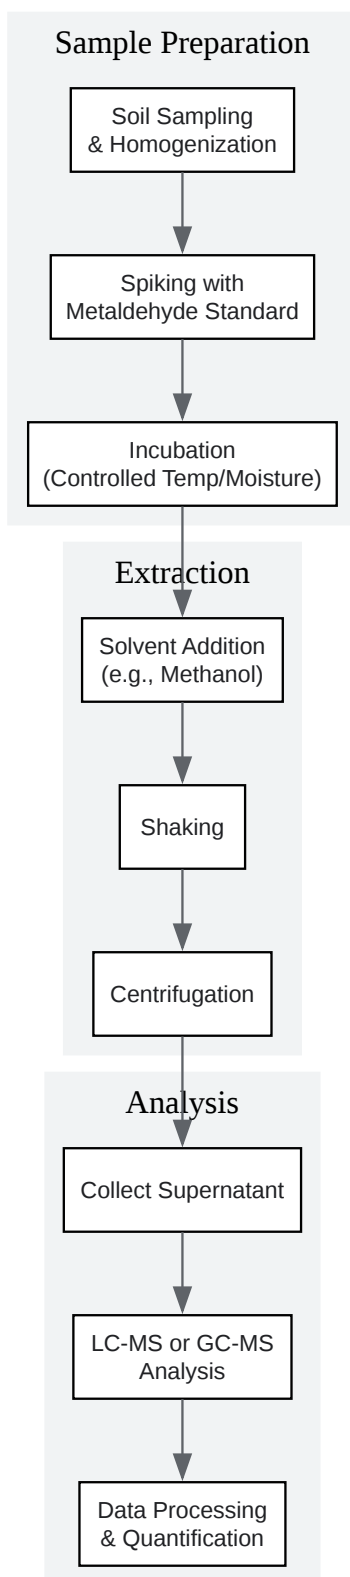 Sample Preparation
Soil Sampling
& Homogenization
Spiking with
Metaldehyde Standard
Incubation
(Controlled Temp/Moisture)
Extraction
Solvent Addition
(e.g., Methanol)
Shaking
Centrifugation
Analysis
Collect Supernatant
LC-MS or GC-MS
Analysis
Data Processing
& Quantification